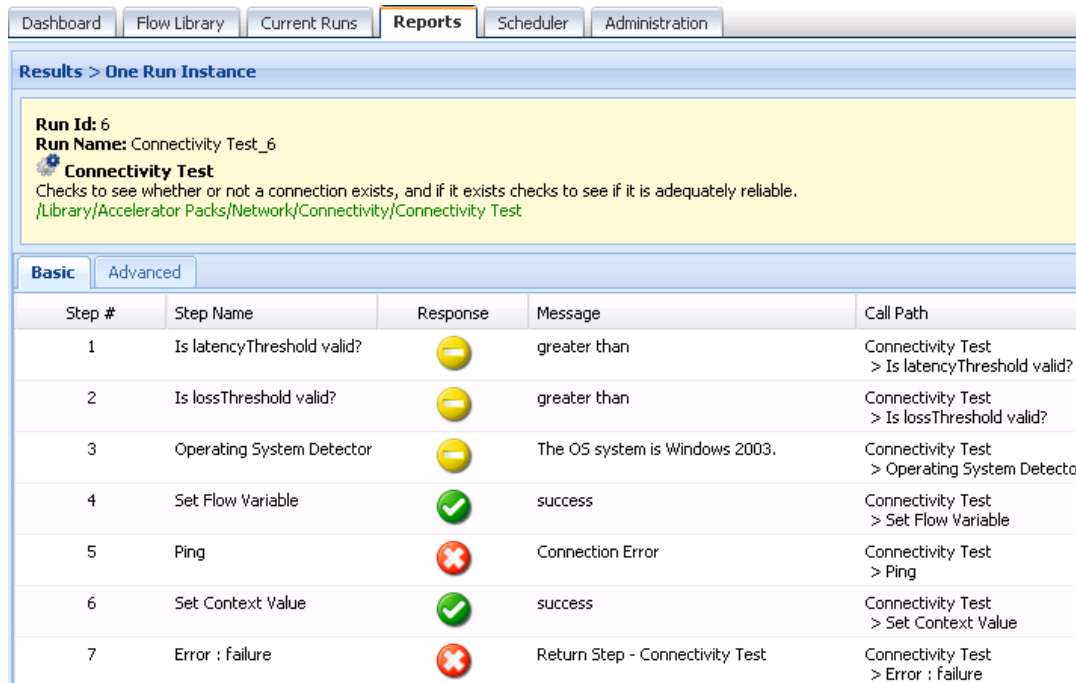 Dashboard Flow Library Current Runs Reports Scheduler Administration
Results > One Run Instance
Run Id: 6
Run Name: Connectivity Test_6
Connectivity Test
Checks to see whether or not a connection exists, and if it exists checks to see if it is adequately reliable.
/Library/Accelerator Packs/Network/Connectivity/Connectivity Test
Basic Advanced
Step # Step Name Response Message Call Path
1 Is latencyThreshold valid? greater than Connectivity Test
> Is latencyThreshold valid?
2 Is lossThreshold valid? greater than Connectivity Test
> Is lossThreshold valid?
3 Operating System Detector The OS system is Windows 2003. Connectivity Test
> Operating System Detecto
4 Set Flow Variable success Connectivity Test
> Set Flow Variable
5 Ping Connection Error Connectivity Test
> Ping
6 Set Context Value success Connectivity Test
> Set Context Value
7 Error : failure Return Step - Connectivity Test Connectivity Test
> Error : failure